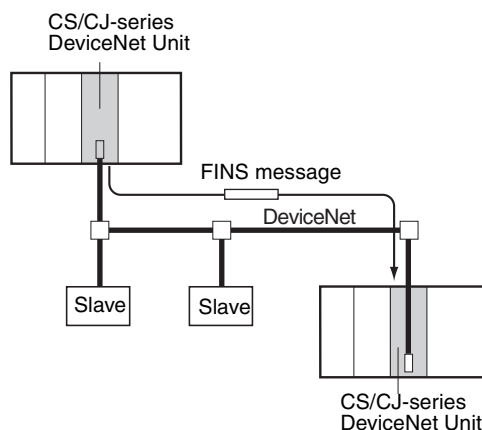 CS/CJ-series
DeviceNet Unit
FINS message
DeviceNet
Slave
Slave
CS/CJ-series
DeviceNet Unit